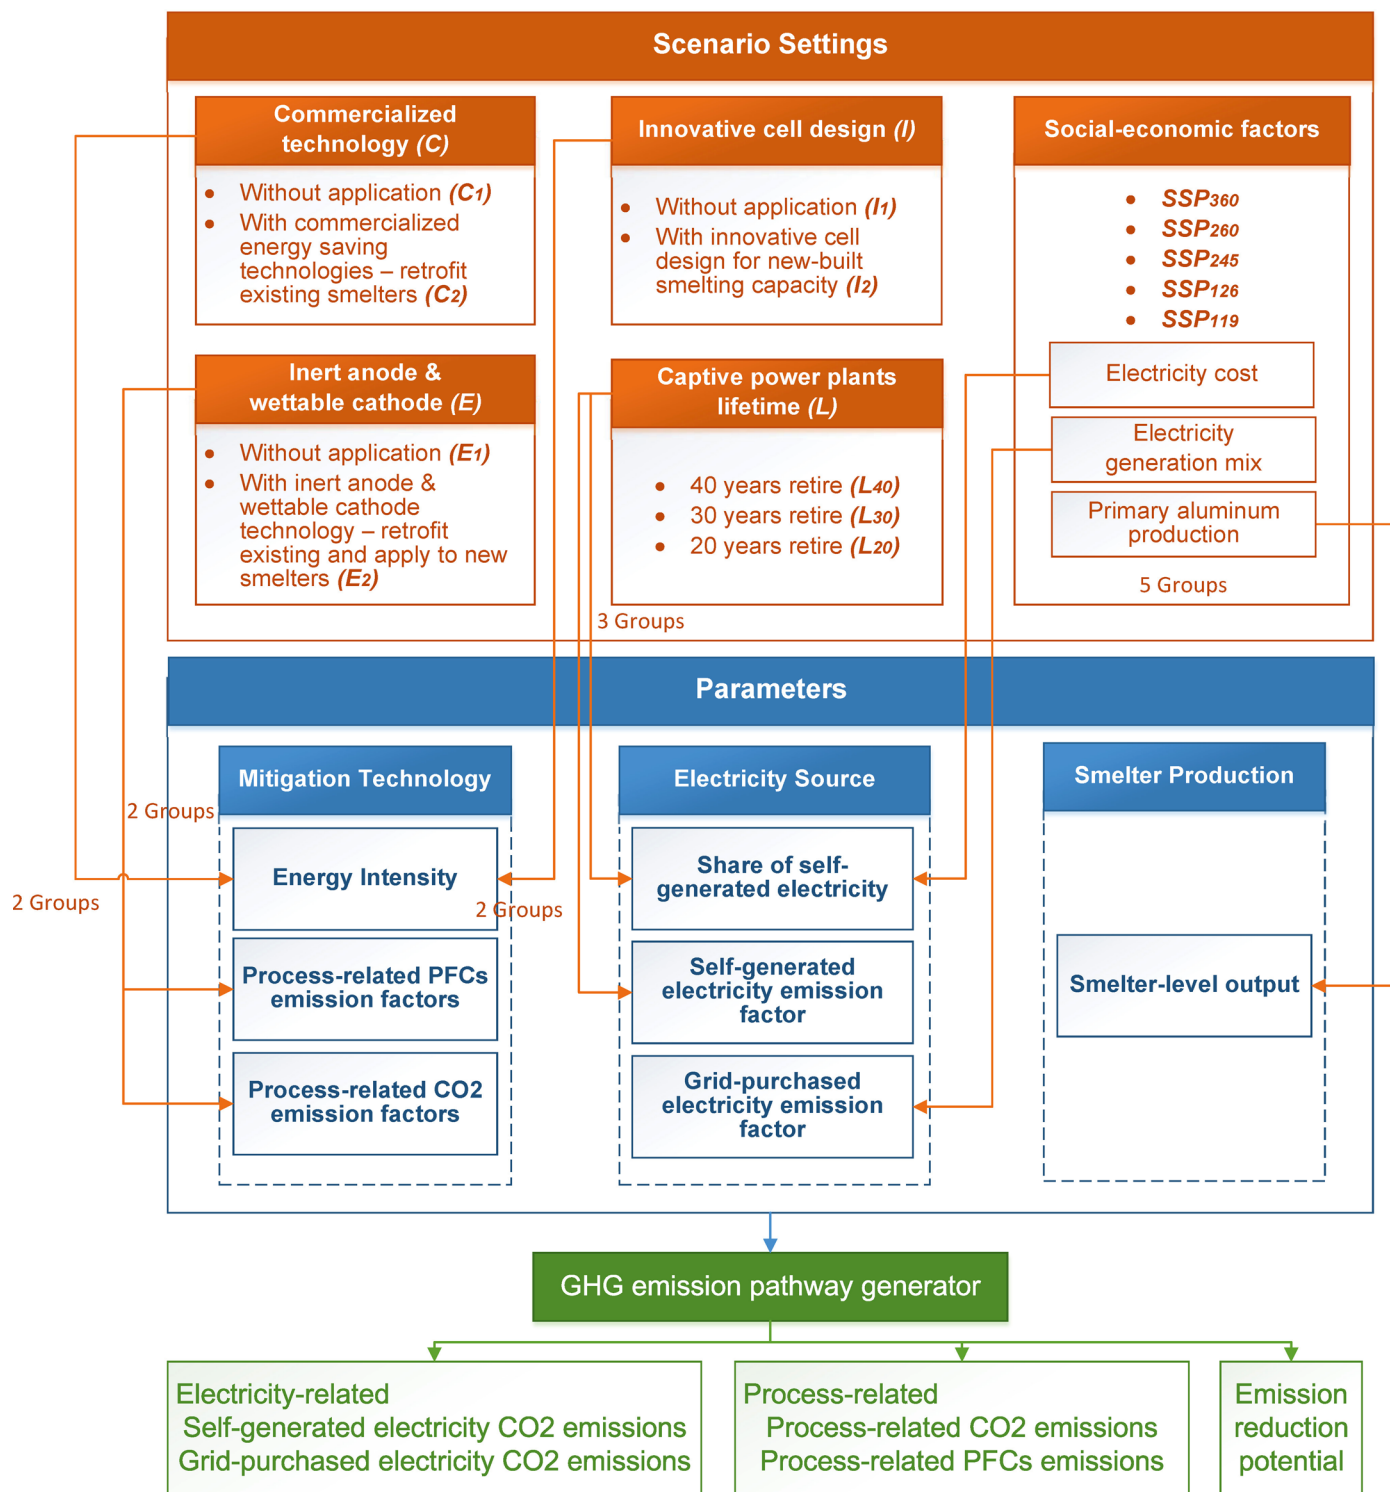 Scenario Settings
Commercialized
technology (C)
• Without application (C1)
• With commercialized
energy saving
technologies – retrofit
existing smelters (C2)
Innovative cell design (I)
• Without application (I1)
• With innovative cell
design for new-built
smelting capacity (I2)
Social-economic factors
• SSP360
• SSP260
• SSP245
• SSP126
• SSP119
Electricity cost
Electricity
generation mix
Primary aluminum
production
5 Groups
Inert anode &
wettable cathode (E)
• Without application (E1)
• With inert anode &
wettable cathode
technology – retrofit
existing and apply to new
smelters (E2)
Captive power plants
lifetime (L)
• 40 years retire (L40)
• 30 years retire (L30)
• 20 years retire (L20)
3 Groups
Parameters
Mitigation Technology
2 Groups
Energy Intensity
2 Groups
2 Groups
Process-related PFCs
emission factors
Process-related CO2
emission factors
Electricity Source
Share of self-
generated electricity
Self-generated
electricity emission
factor
Grid-purchased
electricity emission
factor
Smelter Production
Smelter-level output
GHG emission pathway generator
Electricity-related
Self-generated electricity CO2 emissions
Grid-purchased electricity CO2 emissions
Process-related
Process-related CO2 emissions
Process-related PFCs emissions
Emission
reduction
potential